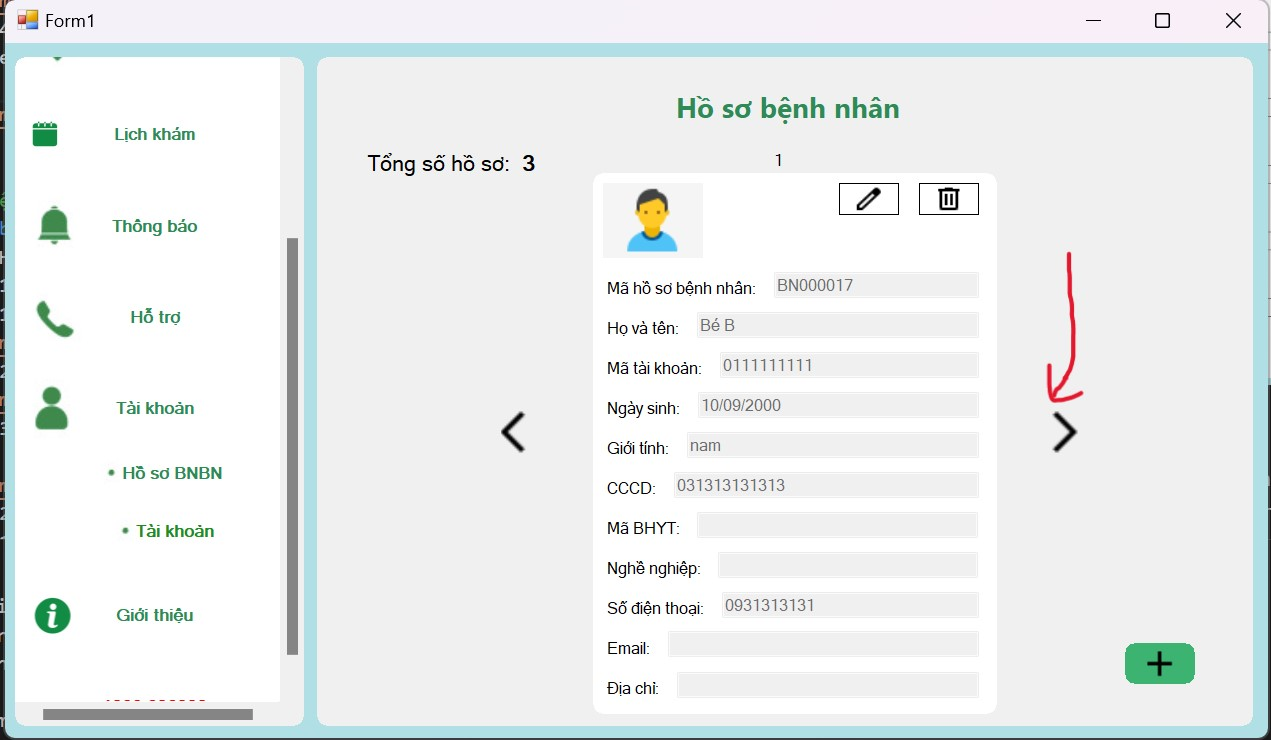 Form1
Lịch khám
Thông báo
Hỗ trợ
Tài khoản
• Hồ sơ BNBN
• Tài khoản
Giới thiệu
Hồ sơ bệnh nhân
Tổng số hồ sơ: 3
1
Mã hồ sơ bệnh nhân: BN000017
Họ và tên: Bé B
Mã tài khoản: 0111111111
Ngày sinh: 10/09/2000
Giới tính: nam
CCCD: 031313131313
Mã BHYT:
Nghề nghiệp:
Số điện thoại: 0931313131
Email:
Địa chỉ: